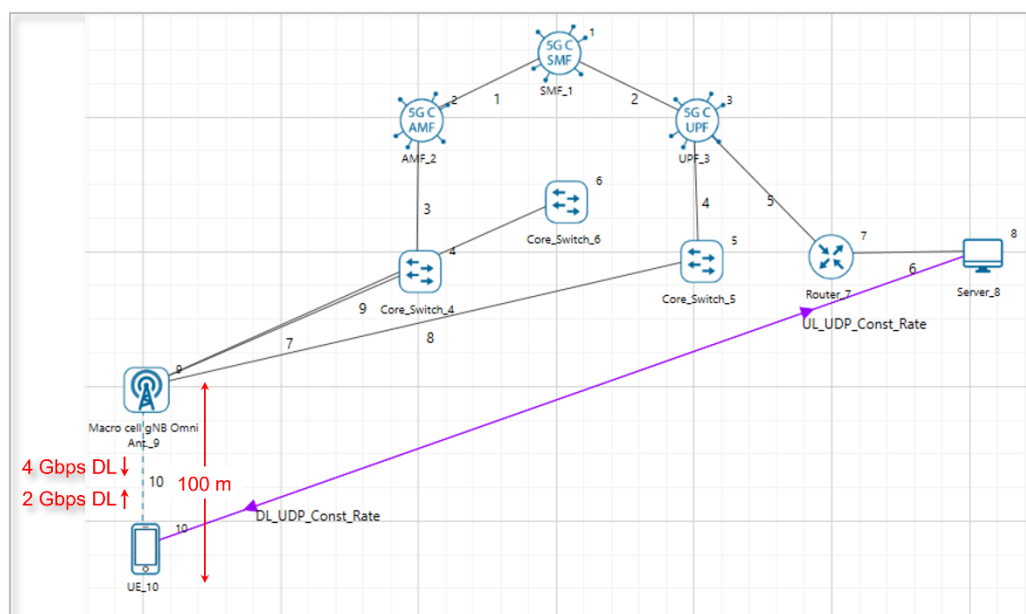 1
5G C
SMF
SMF_1
1
2
2
5G C
AMF
AMF_2
3
5G C
UPF
UPF_3
3
4
5
6
Core_Switch_6
4
Core_Switch_4
5
Core_Switch_5
7
Router_7
8
Server_8
6
UL_UDP_Const_Rate
9
7
8
9
Macro cell gNB Omni
Ant_9
4 Gbps DL ↓
2 Gbps DL ↑
10
100 m
DL_UDP_Const_Rate
10
UE_10